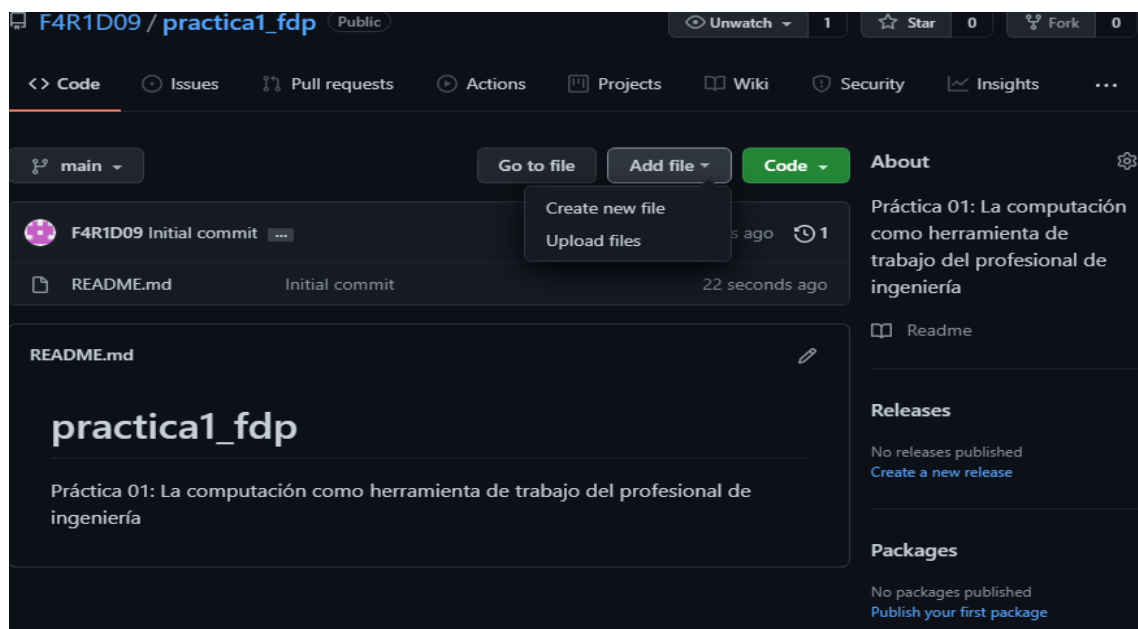 F4R1D09 / practica1_fdp Public
Unwatch 1 Star 0 Fork 0
<> Code Issues Pull requests Actions Projects Wiki Security Insights ...
main
Go to file Add file Code
Create new file
Upload files
F4R1D09 Initial commit ... s ago 1
README.md Initial commit 22 seconds ago
README.md
practica1_fdp
Práctica 01: La computación como herramienta de trabajo del profesional de
ingeniería
About
Práctica 01: La computación
como herramienta de
trabajo del profesional de
ingeniería
Readme
Releases
No releases published
Create a new release
Packages
No packages published
Publish your first package